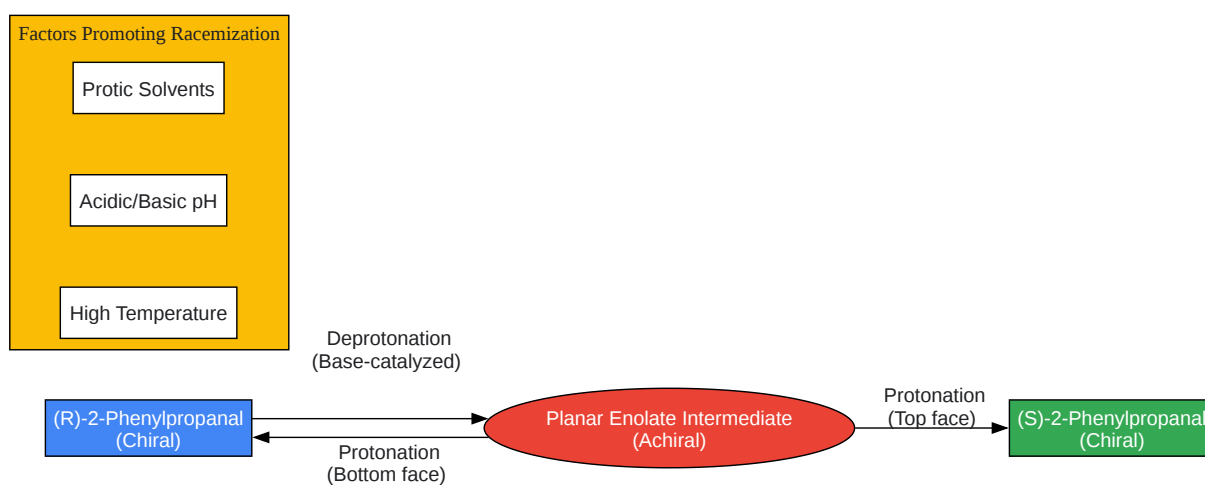 Factors Promoting Racemization
Protic Solvents
Acidic/Basic pH
High Temperature
Deprotonation
(Base-catalyzed)
(R)-2-Phenylpropanal
(Chiral)
Protonation
(Bottom face)
Planar Enolate Intermediate
(Achiral)
Protonation
(Top face)
(S)-2-Phenylpropanal
(Chiral)